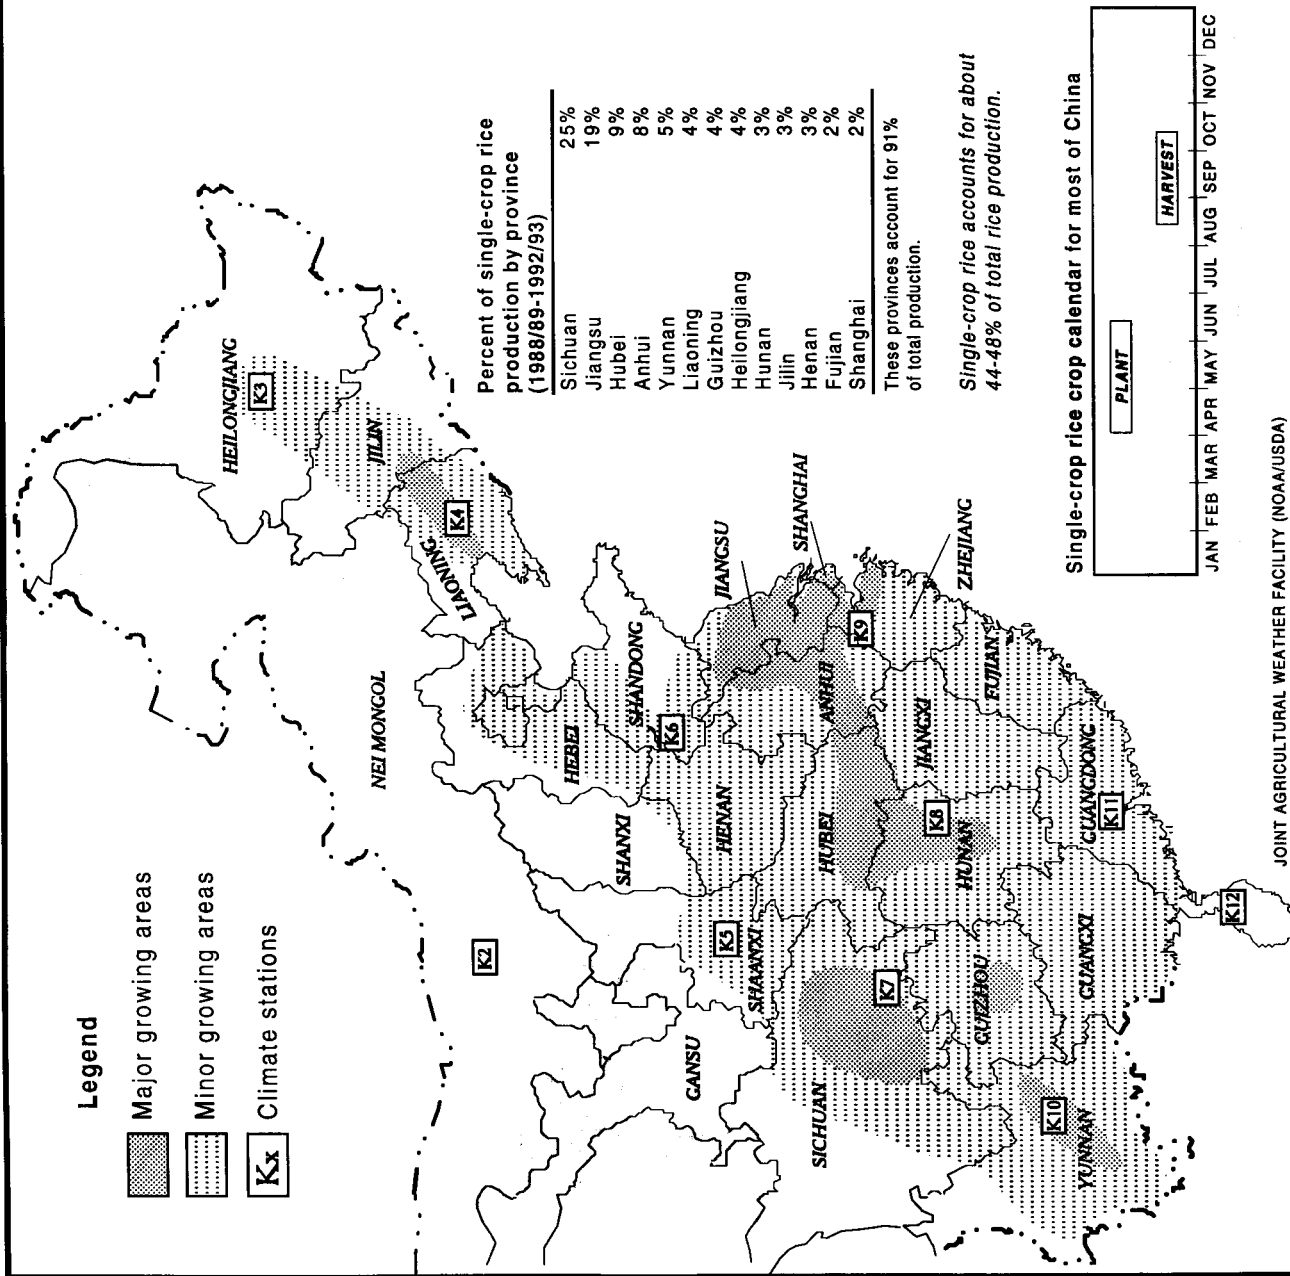 Legend
Major growing areas
Minor growing areas
Kx Climate stations
HEILONGJIANG
K3
JILIN
K4
LIAONING
NEI MONGOL
K2
HEBEI
SHANDONG
K6
SHANXI
HENAN
JIANGSU
SHANGHAI
ANHUI
K9
ZHEJIANG
K5
SHAANXI
GANSU
SICHUAN
K7
HUBEI
K8
HUNAN
JIANGXI
FUJIAN
GUIZHOU
K10
YUNNAN
GUANGXI
GUANGDONG
K11
K12
Percent of single-crop rice
production by province
(1988/89-1992/93)
Sichuan 25%
Jiangsu 19%
Hubei 9%
Anhui 8%
Yunnan 5%
Liaoning 4%
Guizhou 4%
Heilongjiang 4%
Hunan 3%
Jilin 3%
Henan 3%
Fujian 2%
Shanghai 2%
These provinces account for 91%
of total production.
Single-crop rice accounts for about
44-48% of total rice production.
Single-crop rice crop calendar for most of China
PLANT
HARVEST
JAN FEB MAR APR MAY JUN JUL AUG SEP OCT NOV DEC
JOINT AGRICULTURAL WEATHER FACILITY (NOAA/USDA)